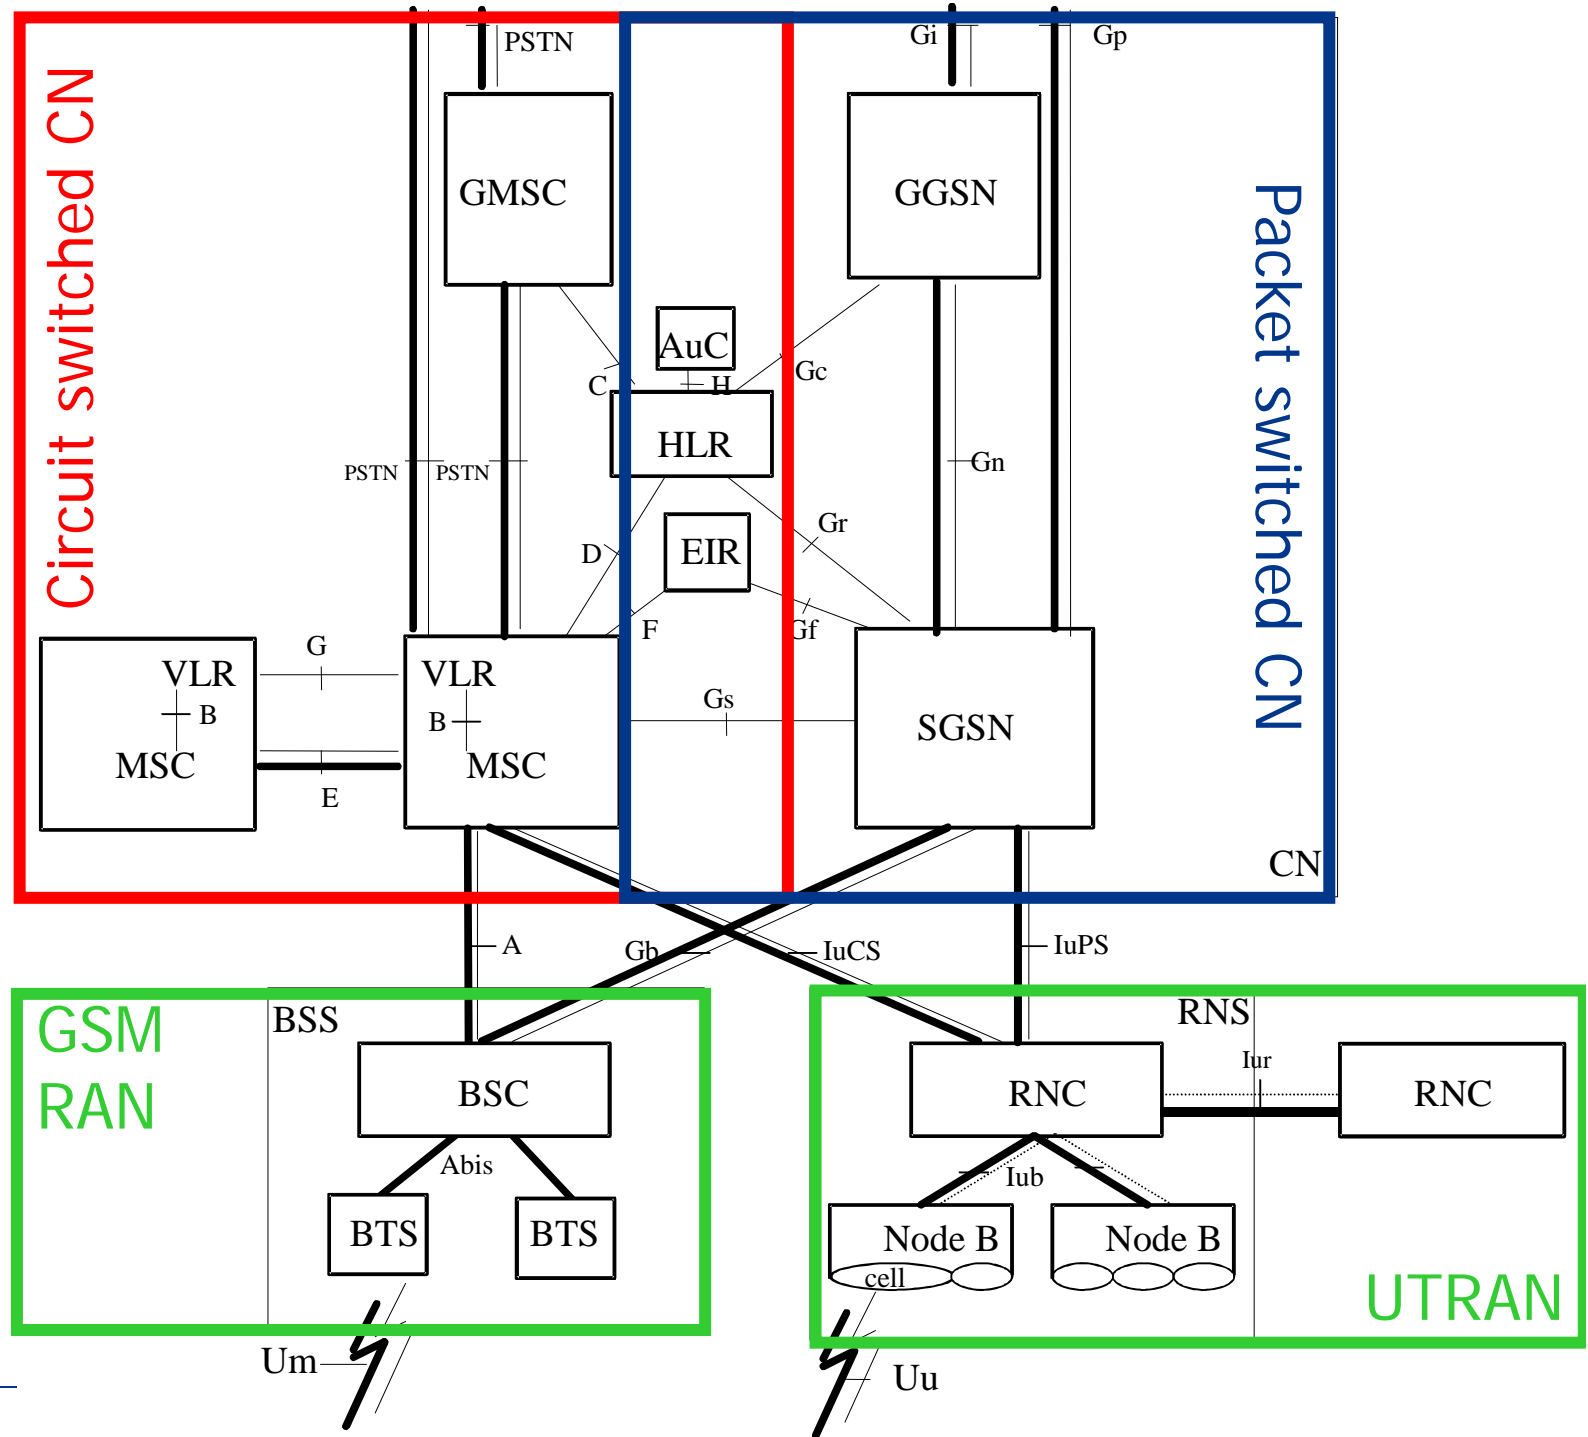 PSTN
Gi
Gp
Circuit switched CN
GMSC
GGSN
Packet switched CN
AuC
C
H
Gc
HLR
PSTN
PSTN
Gn
Gr
D
EIR
F
Gf
G
VLR
B
MSC
VLR
B
MSC
E
Gs
SGSN
CN
A
Gb
IuCS
IuPS
GSM
RAN
BSS
RNS
BSC
RNC
Iur
RNC
Abis
Iub
BTS
BTS
Node B
Node B
cell
UTRAN
Um
Uu